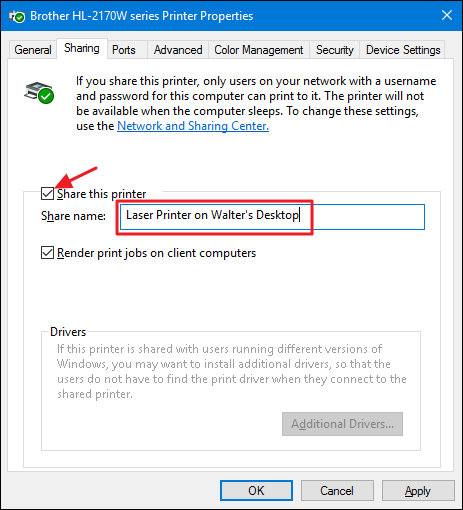 Brother HL-2170W series Printer Properties
General Sharing Ports Advanced Color Management Security Device Settings
If you share this printer, only users on your network with a username
and password for this computer can print to it. The printer will not
be available when the computer sleeps. To change these settings,
use the Network and Sharing Center.
Share this printer
Share name: Laser Printer on Walter's Desktop
Render print jobs on client computers
Drivers
If this printer is shared with users running different versions of
Windows, you may want to install additional drivers, so that the
users do not have to find the print driver when they connect to the
shared printer.
Additional Drivers...
OK Cancel Apply